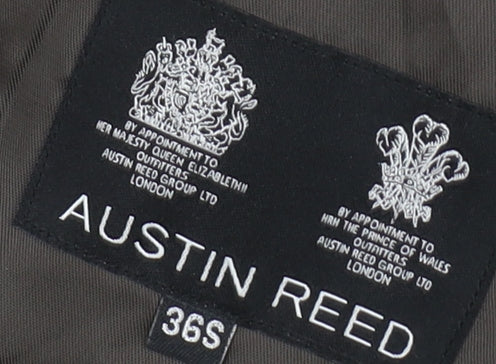 BY APPOINTMENT TO
HER MAJESTY QUEEN ELIZABETH II
OUTFITTERS
AUSTIN REED GROUP LTD
LONDON
BY APPOINTMENT TO
HRH THE PRINCE OF WALES
OUTFITTERS
AUSTIN REED GROUP LTD
LONDON
AUSTIN REED
36S